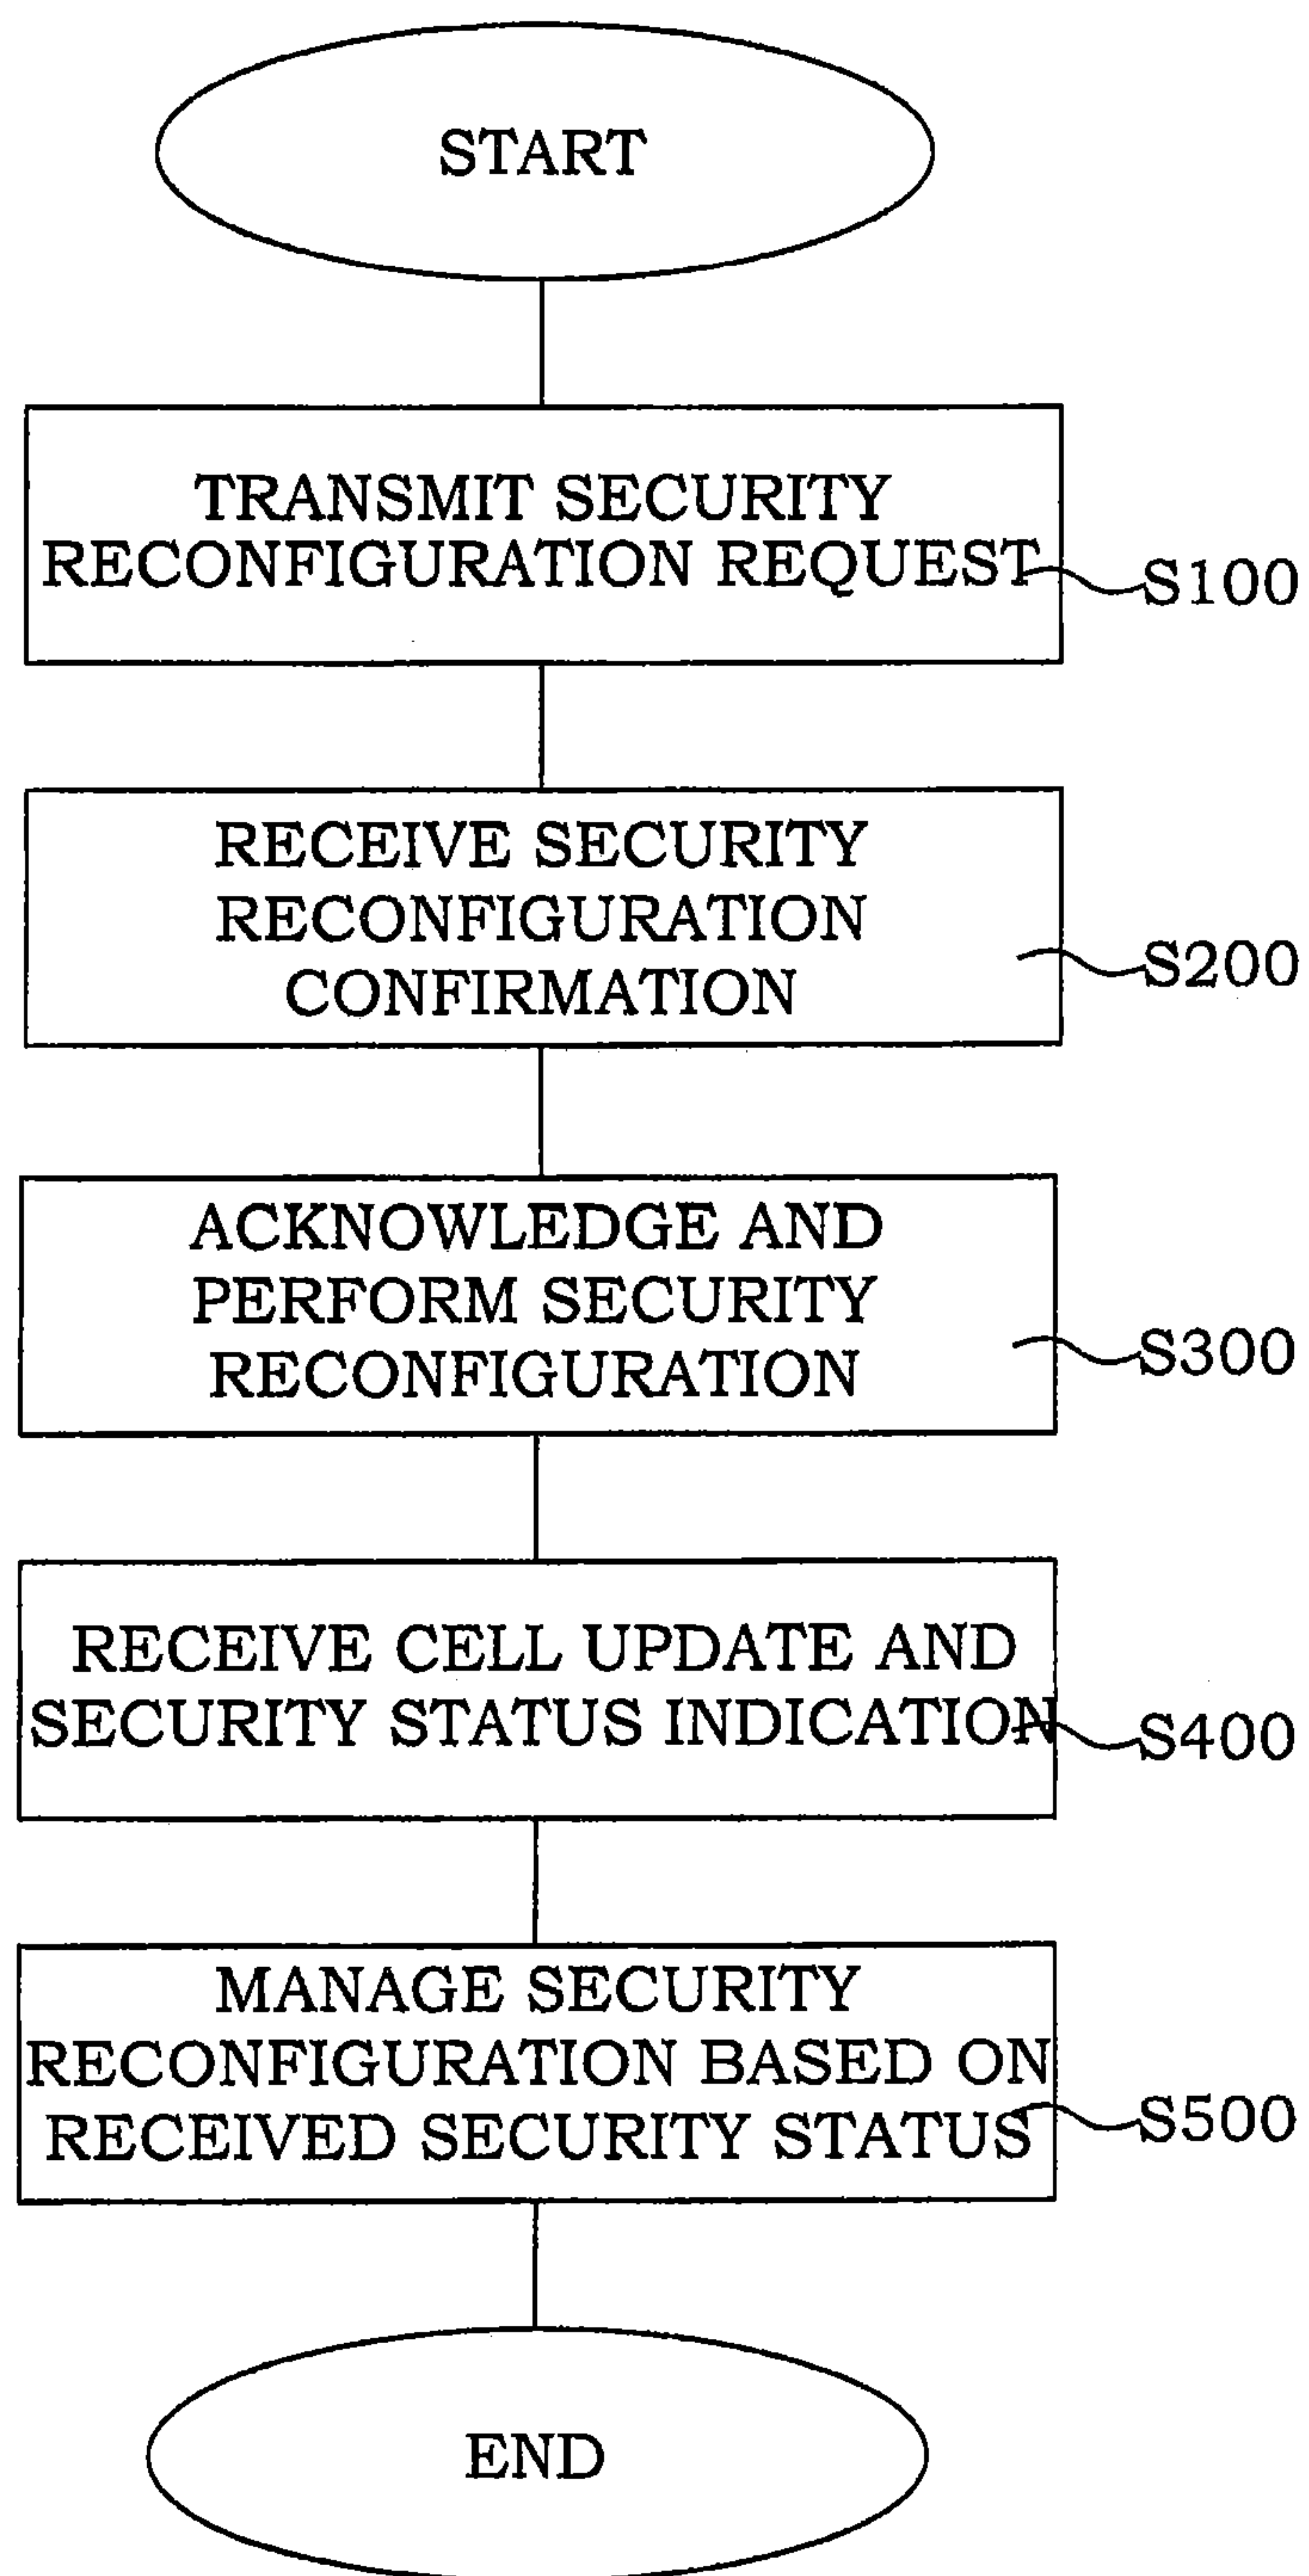 START
TRANSMIT SECURITY
RECONFIGURATION REQUEST
S100
RECEIVE SECURITY
RECONFIGURATION
CONFIRMATION
S200
ACKNOWLEDGE AND
PERFORM SECURITY
RECONFIGURATION
S300
RECEIVE CELL UPDATE AND
SECURITY STATUS INDICATION
S400
MANAGE SECURITY
RECONFIGURATION BASED ON
RECEIVED SECURITY STATUS
S500
END